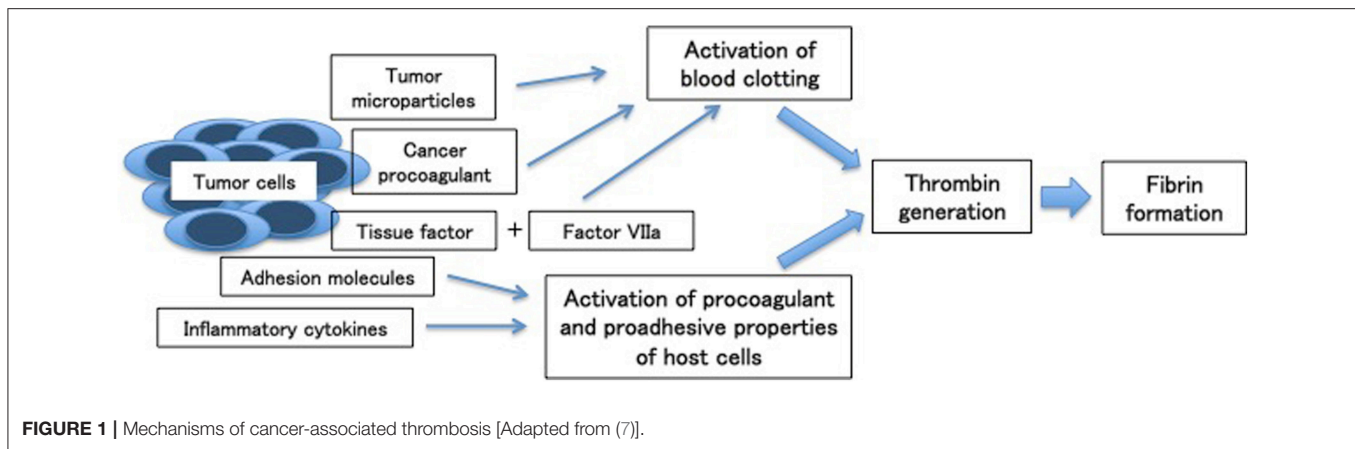 Tumor
microparticles
Activation of
blood clotting
Cancer
procoagulant
Tumor cells
Thrombin
generation
Fibrin
formation
Tissue factor + Factor VIIa
Adhesion molecules
Inflammatory cytokines
Activation of procoagulant
and proadhesive properties
of host cells
FIGURE 1 | Mechanisms of cancer-associated thrombosis [Adapted from (7)].